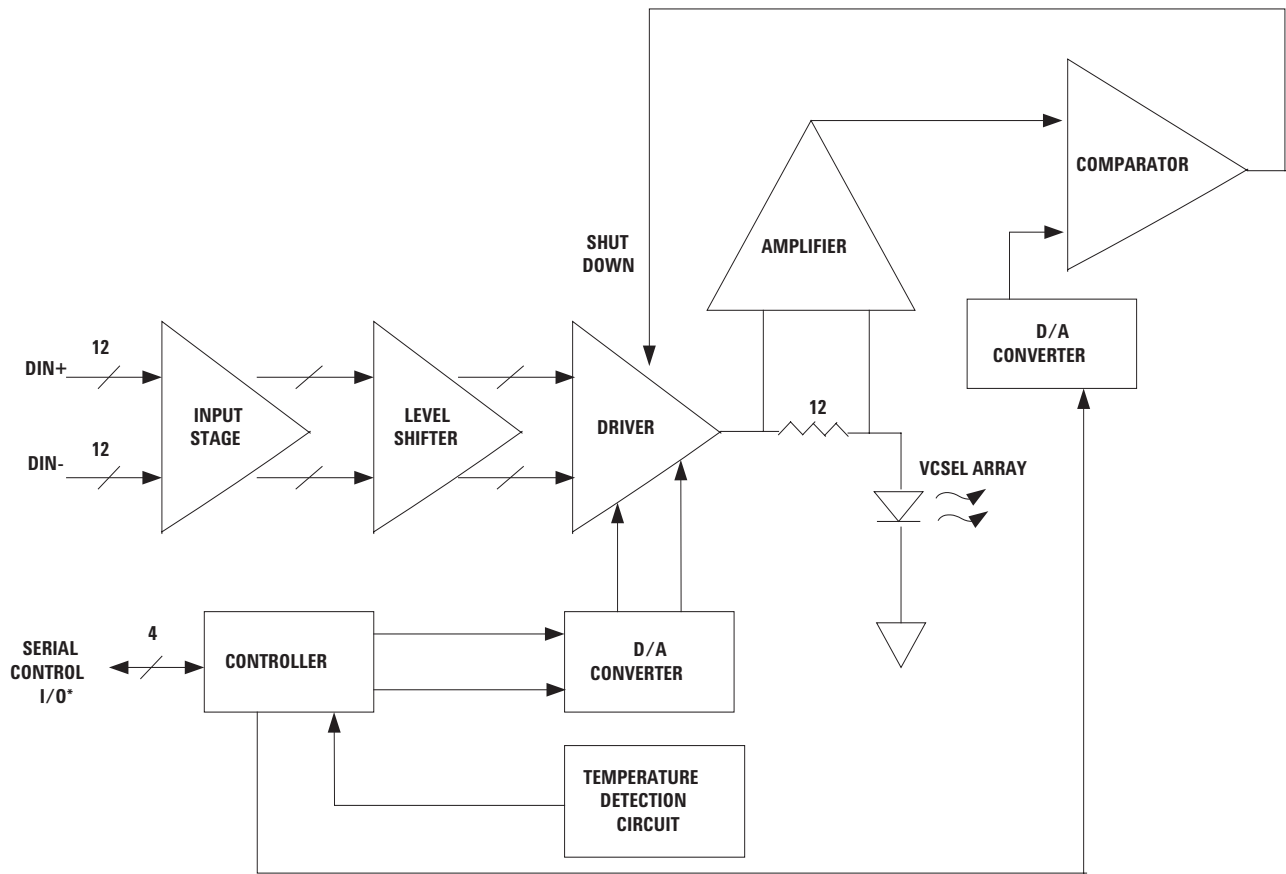 COMPARATOR
AMPLIFIER
SHUT
DOWN
D/A
CONVERTER
12
DIN+
12
DIN-
INPUT
STAGE
LEVEL
SHIFTER
DRIVER
12
VCSEL ARRAY
SERIAL
CONTROL
I/O*
4
CONTROLLER
D/A
CONVERTER
TEMPERATURE
DETECTION
CIRCUIT